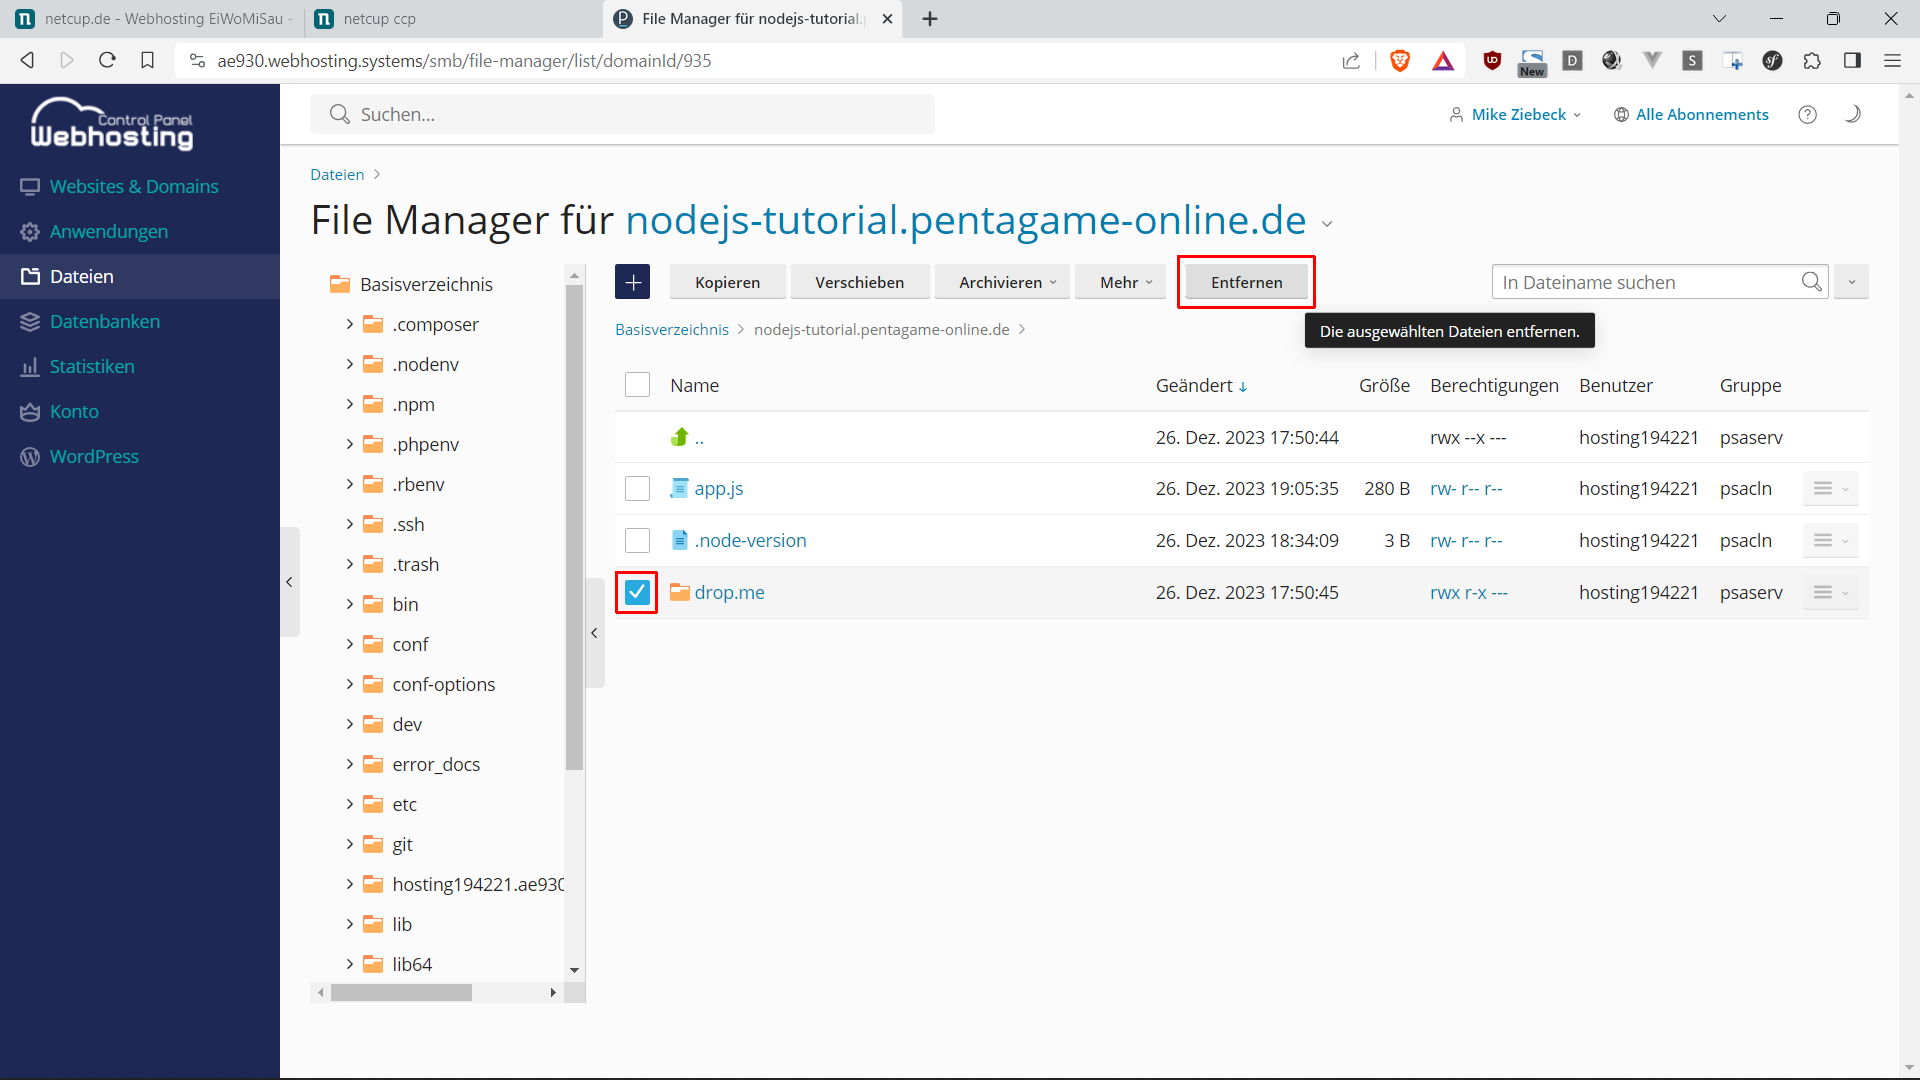 netcup.de - Webhosting EiWoMiSau -
netcup ccp
File Manager für nodejs-tutorial.
ae930.webhosting.systems/smb/file-manager/list/domainId/935
New
Control Panel
Webhosting
Suchen...
Mike Ziebeck
Alle Abonnements
Websites & Domains
Anwendungen
Dateien
Datenbanken
Statistiken
Konto
WordPress
Dateien
File Manager für nodejs-tutorial.pentagame-online.de
Basisverzeichnis
.composer
.nodenv
.npm
.phpenv
.rbenv
.ssh
.trash
bin
conf
conf-options
dev
error_docs
etc
git
hosting194221.ae930
lib
lib64
Kopieren Verschieben Archivieren Mehr Entfernen
In Dateiname suchen
Basisverzeichnis > nodejs-tutorial.pentagame-online.de >
Die ausgewählten Dateien entfernen.
Name Geändert ↓ Größe Berechtigungen Benutzer Gruppe
.. 26. Dez. 2023 17:50:44 rwx --x --- hosting194221 psaserv
app.js 26. Dez. 2023 19:05:35 280 B rw- r-- r-- hosting194221 psacln
.node-version 26. Dez. 2023 18:34:09 3 B rw- r-- r-- hosting194221 psacln
drop.me 26. Dez. 2023 17:50:45 rwx r-x --- hosting194221 psaserv